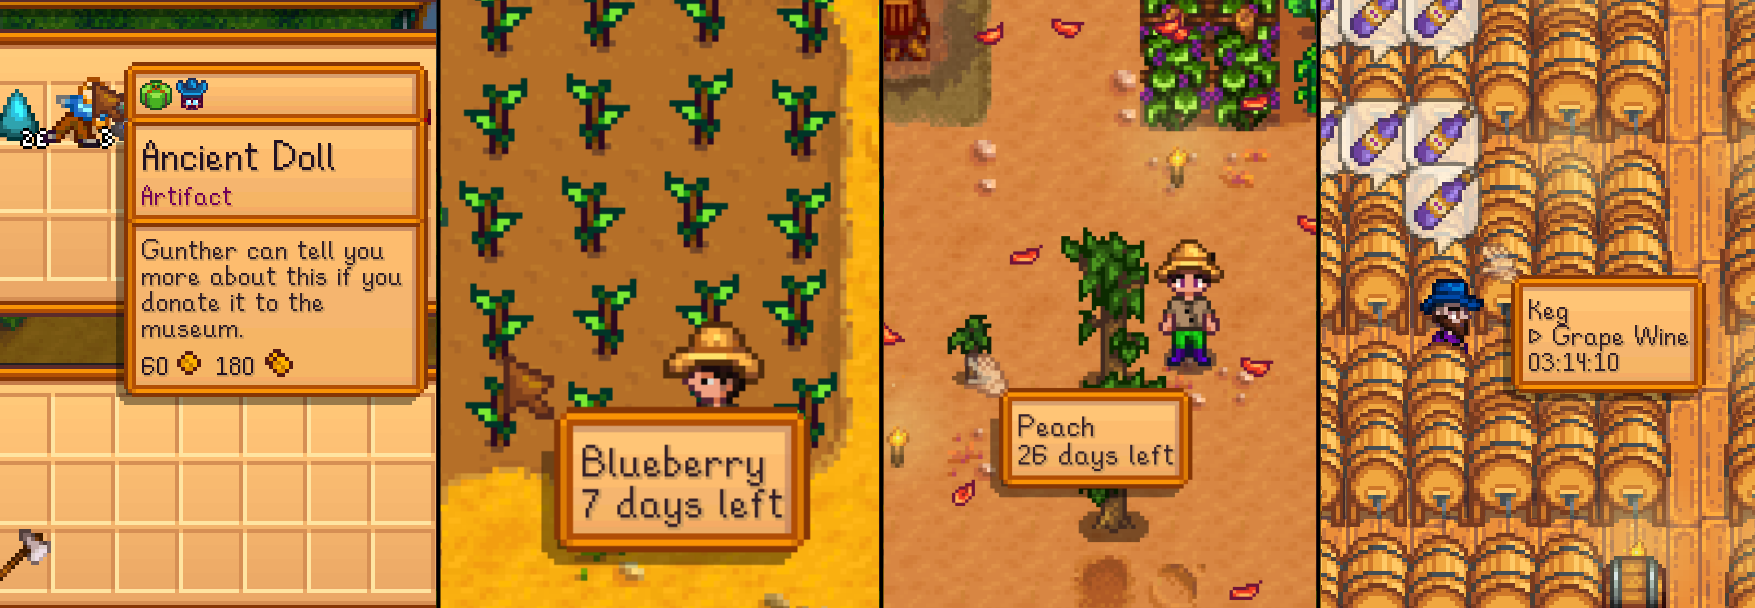 Ancient Doll
Artifact
Gunther can tell you
more about this if you
donate it to the
museum.
60 180
Blueberry
7 days left
Peach
26 days left
Keg
▷ Grape Wine
03:14:10